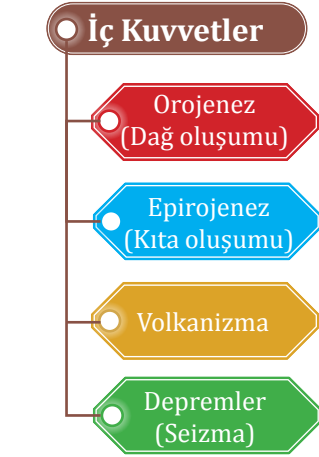 İç Kuvvetler
Orojenez
(Dağ oluşumu)
Epirojenez
(Kıta oluşumu)
Volkanizma
Depremler
(Seizma)